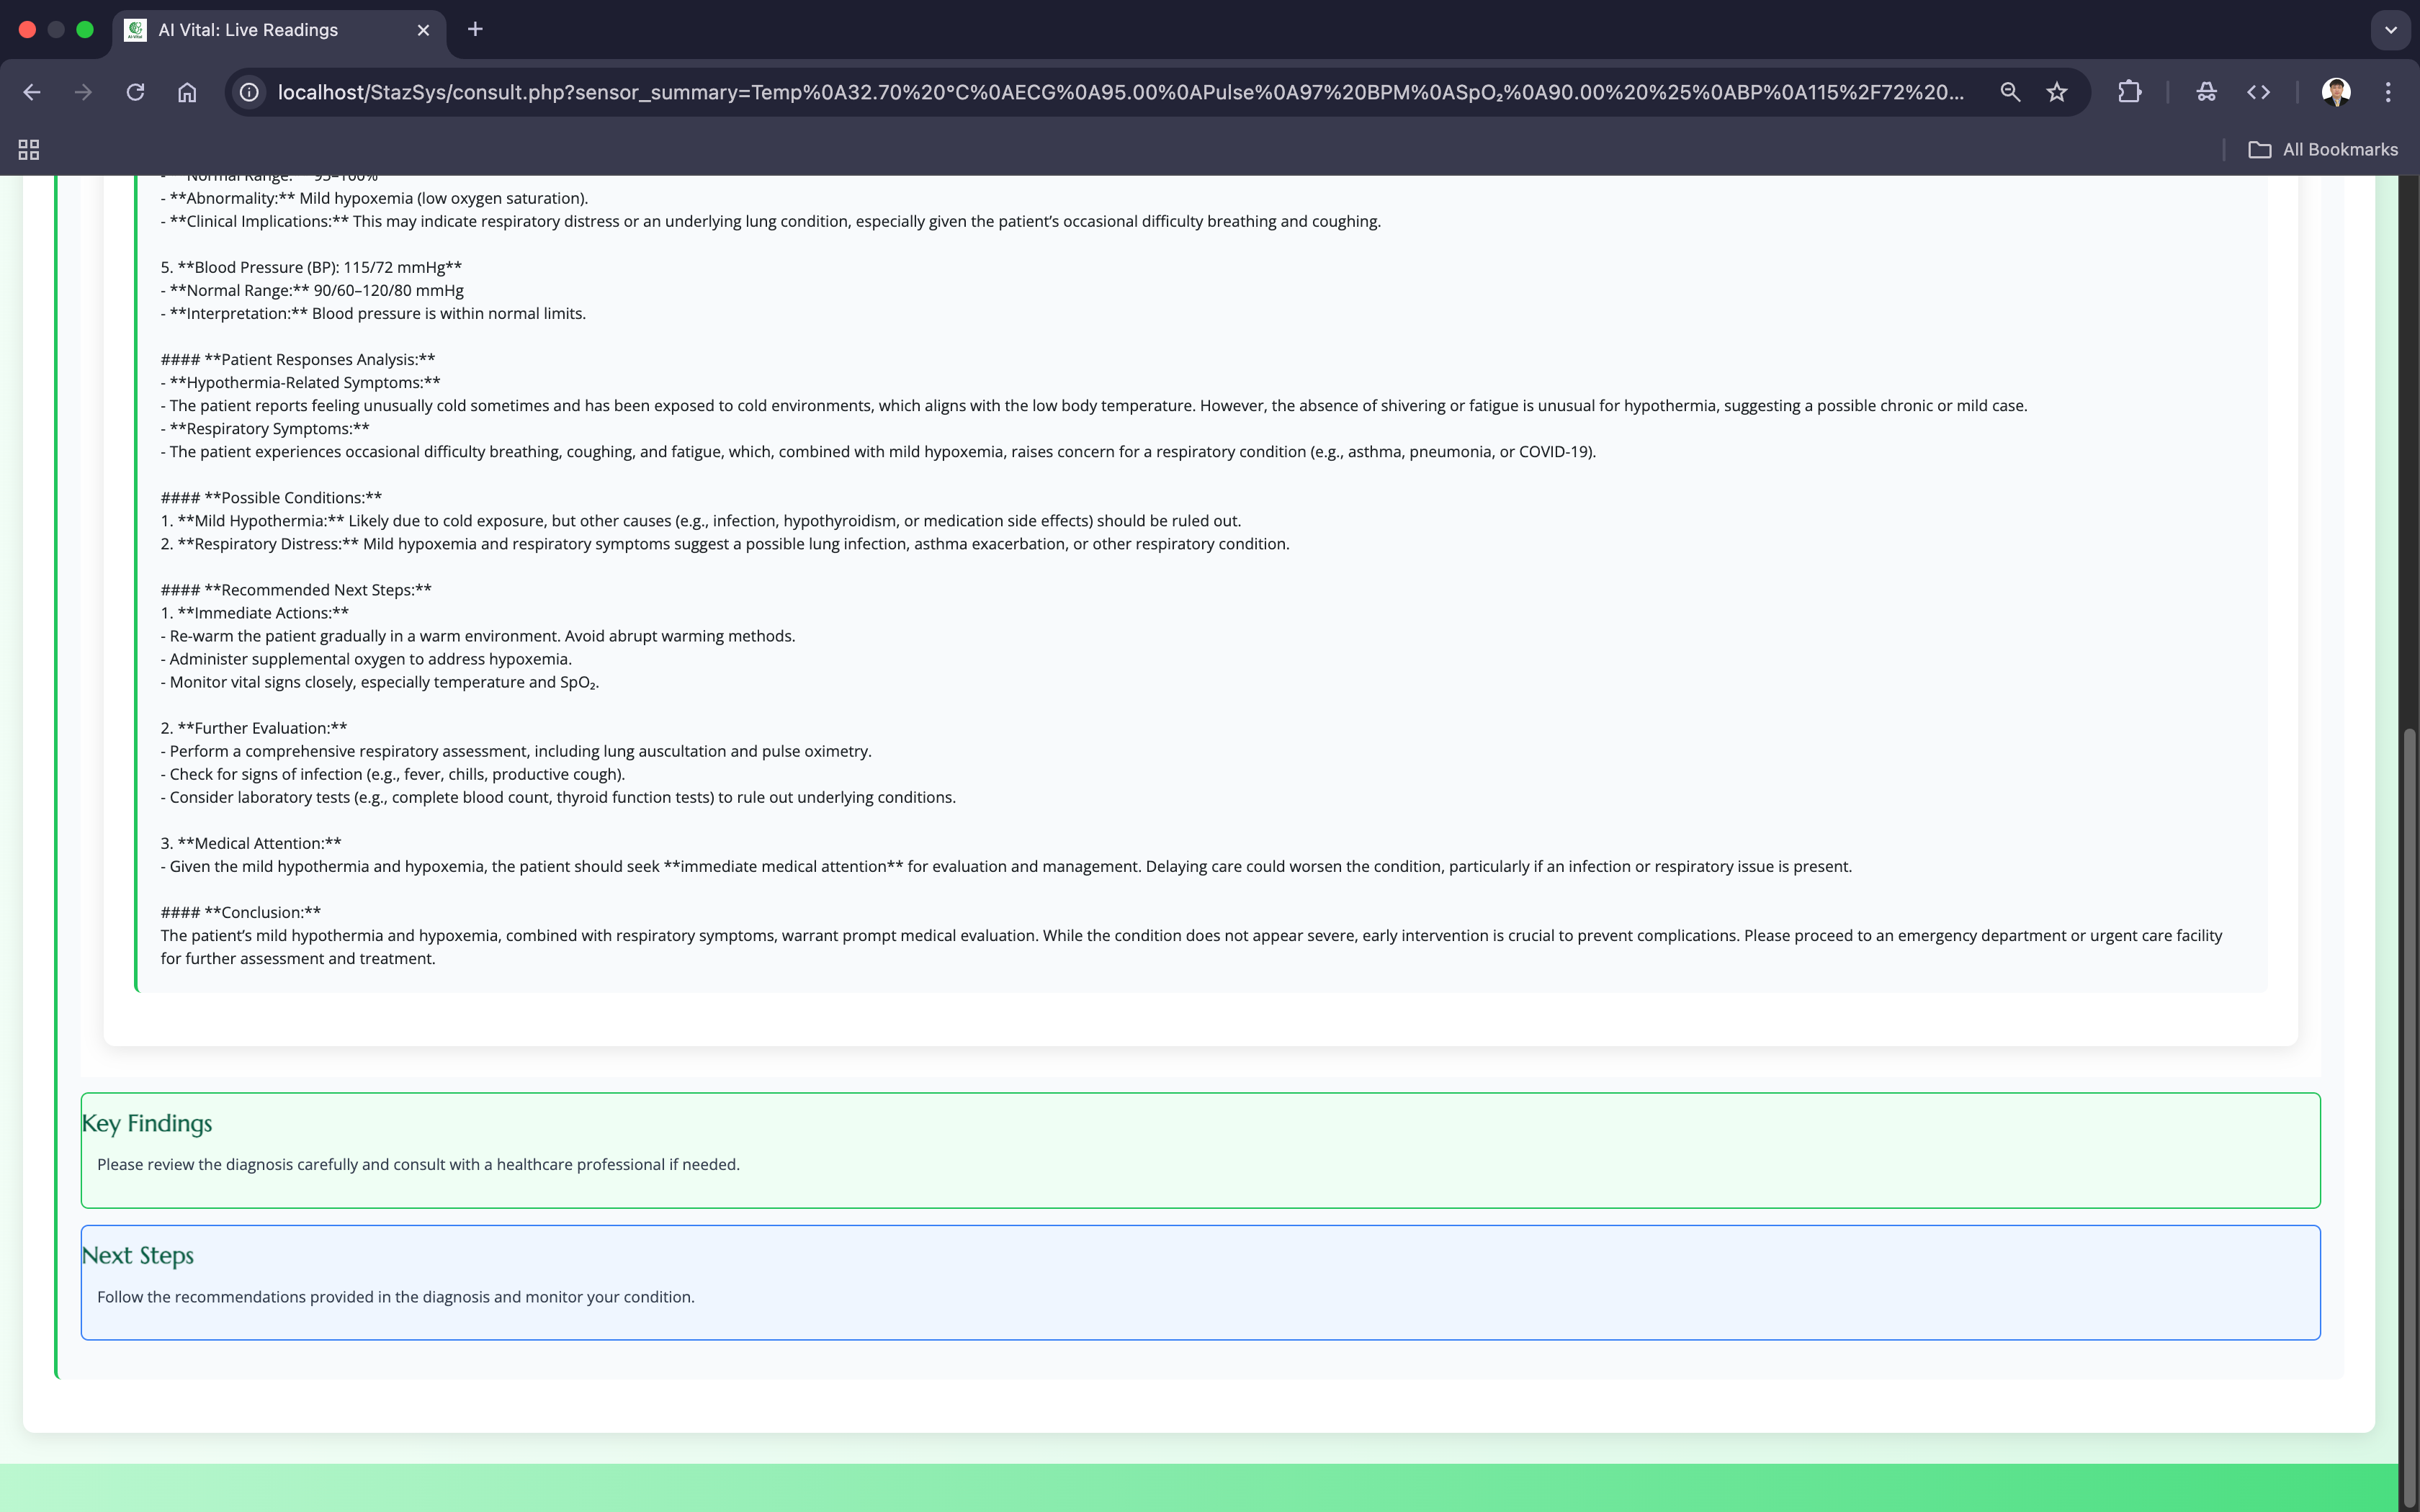 AI Vital: Live Readings
localhost/StazSys/consult.php?sensor_summary=Temp%0A32.70%20°C%0AECG%0A95.00%0APulse%0A97%20BPM%0ASpO₂%0A90.00%20%25%0ABP%0A115%2F72%20...
All Bookmarks
- **Normal Range:** 95–100%
- **Abnormality:** Mild hypoxemia (low oxygen saturation).
- **Clinical Implications:** This may indicate respiratory distress or an underlying lung condition, especially given the patient’s occasional difficulty breathing and coughing.
5. **Blood Pressure (BP): 115/72 mmHg**
- **Normal Range:** 90/60–120/80 mmHg
- **Interpretation:** Blood pressure is within normal limits.
#### **Patient Responses Analysis:**
- **Hypothermia-Related Symptoms:**
- The patient reports feeling unusually cold sometimes and has been exposed to cold environments, which aligns with the low body temperature. However, the absence of shivering or fatigue is unusual for hypothermia, suggesting a possible chronic or mild case.
- **Respiratory Symptoms:**
- The patient experiences occasional difficulty breathing, coughing, and fatigue, which, combined with mild hypoxemia, raises concern for a respiratory condition (e.g., asthma, pneumonia, or COVID-19).
#### **Possible Conditions:**
1. **Mild Hypothermia:** Likely due to cold exposure, but other causes (e.g., infection, hypothyroidism, or medication side effects) should be ruled out.
2. **Respiratory Distress:** Mild hypoxemia and respiratory symptoms suggest a possible lung infection, asthma exacerbation, or other respiratory condition.
#### **Recommended Next Steps:**
1. **Immediate Actions:**
- Re-warm the patient gradually in a warm environment. Avoid abrupt warming methods.
- Administer supplemental oxygen to address hypoxemia.
- Monitor vital signs closely, especially temperature and SpO₂.
2. **Further Evaluation:**
- Perform a comprehensive respiratory assessment, including lung auscultation and pulse oximetry.
- Check for signs of infection (e.g., fever, chills, productive cough).
- Consider laboratory tests (e.g., complete blood count, thyroid function tests) to rule out underlying conditions.
3. **Medical Attention:**
- Given the mild hypothermia and hypoxemia, the patient should seek **immediate medical attention** for evaluation and management. Delaying care could worsen the condition, particularly if an infection or respiratory issue is present.
#### **Conclusion:**
The patient’s mild hypothermia and hypoxemia, combined with respiratory symptoms, warrant prompt medical evaluation. While the condition does not appear severe, early intervention is crucial to prevent complications. Please proceed to an emergency department or urgent care facility
for further assessment and treatment.
Key Findings
Please review the diagnosis carefully and consult with a healthcare professional if needed.
Next Steps
Follow the recommendations provided in the diagnosis and monitor your condition.